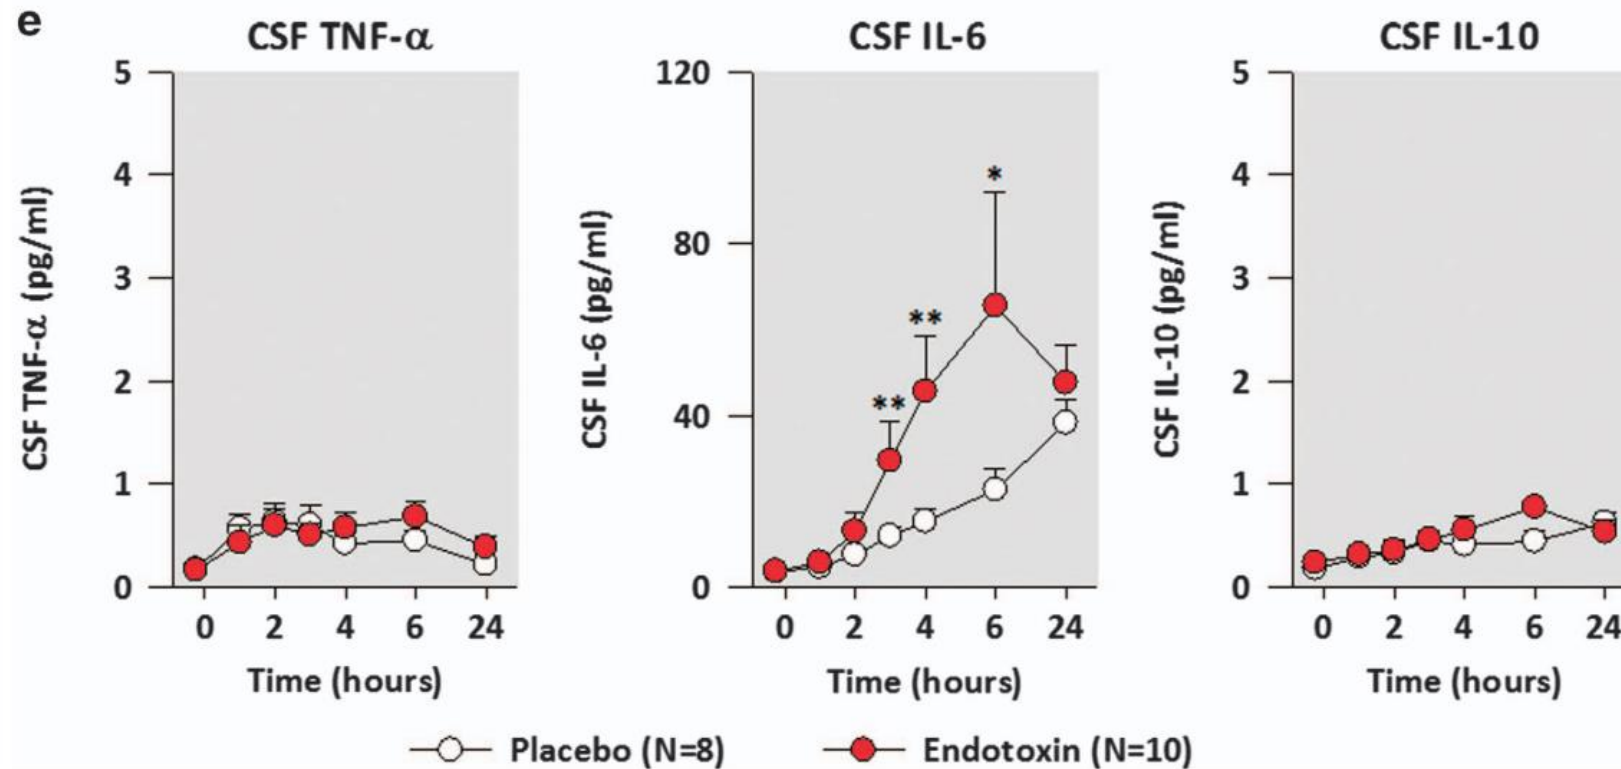 e
CSF TNF-α
CSF TNF-α (pg/ml)
5
4
3
2
1
0
0 2 4 6 24
Time (hours)
CSF IL-6
CSF IL-6 (pg/ml)
120
80
40
0
**
**
*
0 2 4 6 24
Time (hours)
CSF IL-10
CSF IL-10 (pg/ml)
5
4
3
2
1
0
0 2 4 6 24
Time (hours)
Placebo (N=8)
Endotoxin (N=10)